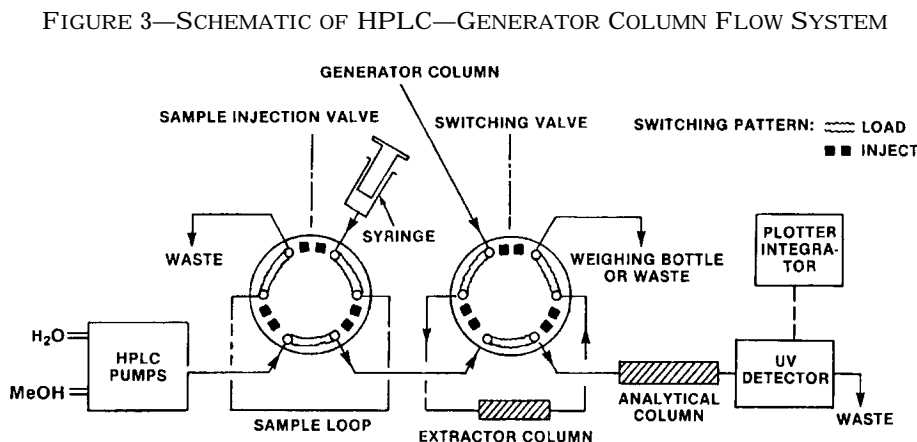 FIGURE 3—SCHEMATIC OF HPLC—GENERATOR COLUMN FLOW SYSTEM
GENERATOR COLUMN
SAMPLE INJECTION VALVE
SWITCHING VALVE
SWITCHING PATTERN: LOAD
INJECT
SYRINGE
WASTE
WEIGHING BOTTLE
OR WASTE
PLOTTER
INTEGRA-
TOR
H₂O
MeOH
HPLC
PUMPS
SAMPLE LOOP
EXTRACTOR COLUMN
ANALYTICAL
COLUMN
UV
DETECTOR
WASTE